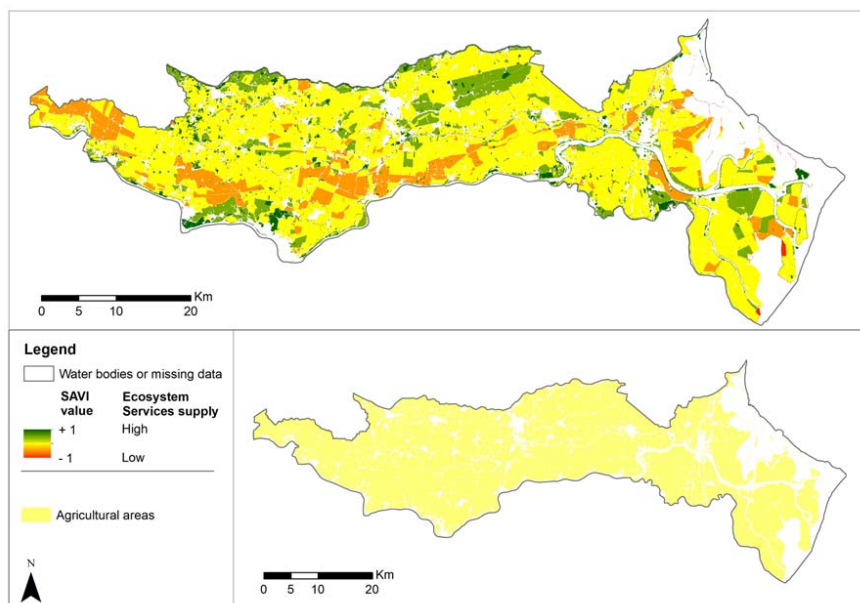 Km
0 5 10 20
Legend
Water bodies or missing data
SAVI value Ecosystem Services supply
+ 1 High
- 1 Low
Agricultural areas
N
Km
0 5 10 20